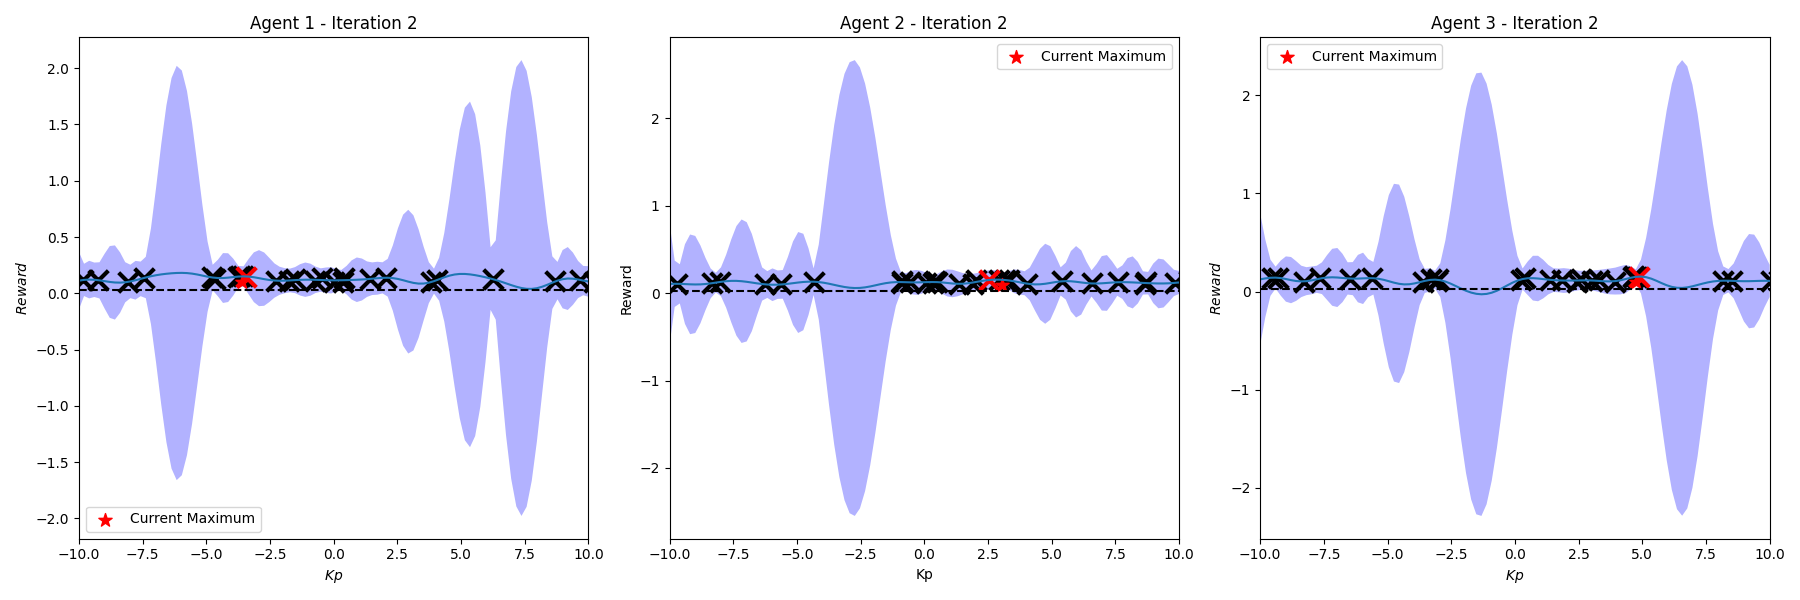 Agent 1 - Iteration 2
2.0
1.5
1.0
0.5
0.0
−0.5
−1.0
−1.5
−2.0
Reward
Current Maximum
−10.0 −7.5 −5.0 −2.5 0.0 2.5 5.0 7.5 10.0
Kp
Agent 2 - Iteration 2
Current Maximum
2
1
0
−1
−2
Reward
−10.0 −7.5 −5.0 −2.5 0.0 2.5 5.0 7.5 10.0
Kp
Agent 3 - Iteration 2
Current Maximum
2
1
0
−1
−2
Reward
−10.0 −7.5 −5.0 −2.5 0.0 2.5 5.0 7.5 10.0
Kp